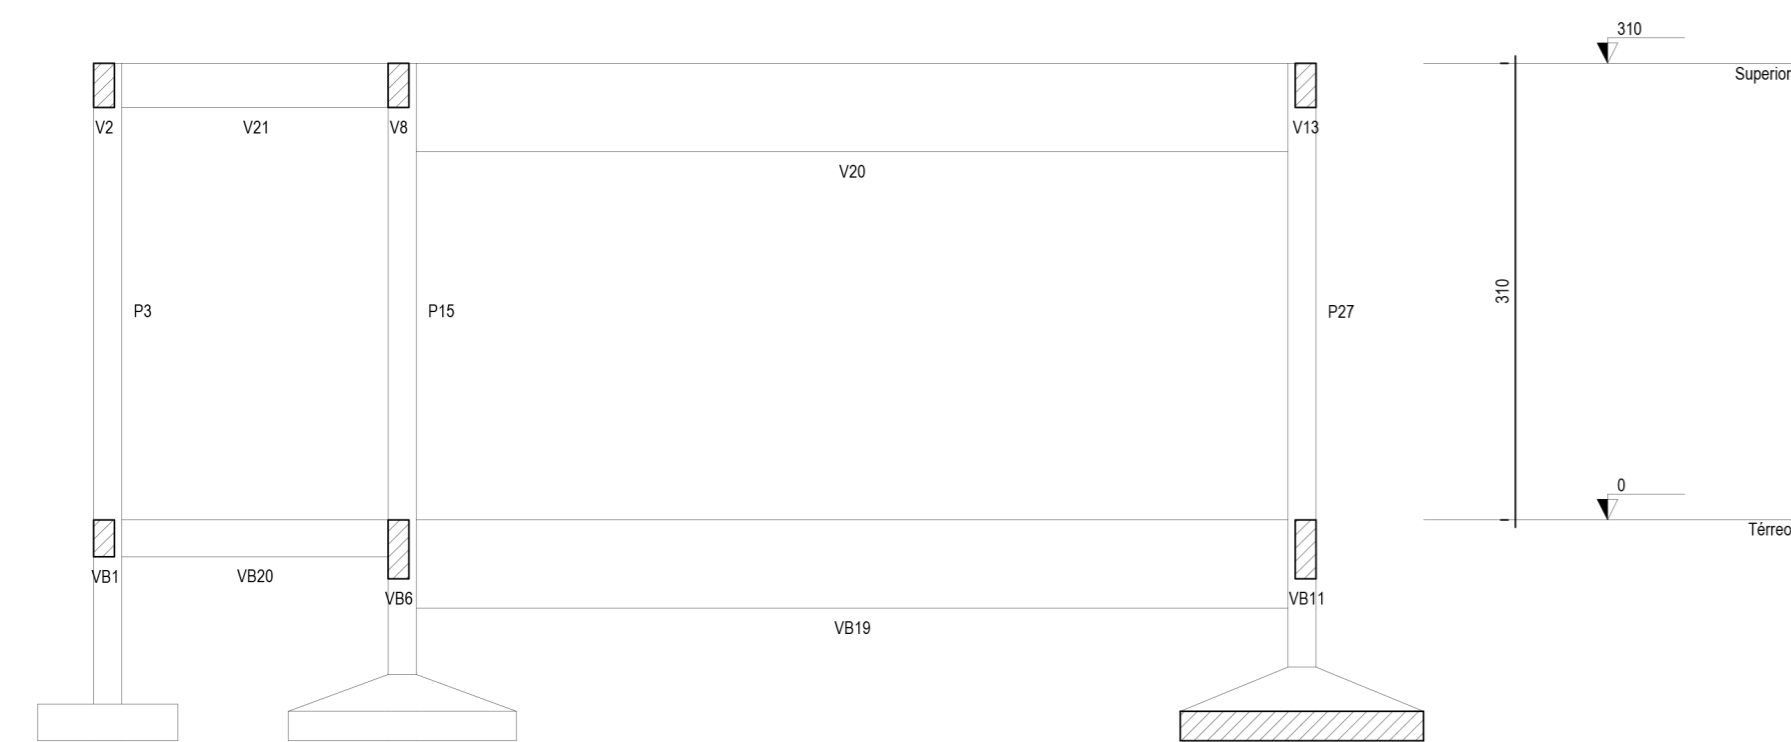 310
Superior
V2
V21
V8
V13
V20
P3
P15
P27
310
0
Térreo
VB1
VB20
VB6
VB11
VB19